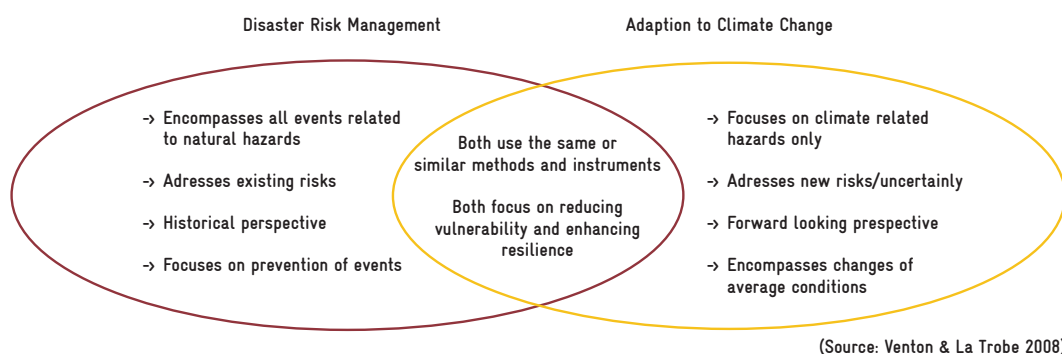 Disaster Risk Management
Adaption to Climate Change
-> Encompasses all events related
to natural hazards
-> Adresses existing risks
-> Historical perspective
-> Focuses on prevention of events
Both use the same or
similar methods and instruments
Both focus on reducing
vulnerability and enhancing
resilience
-> Focuses on climate related
hazards only
-> Adresses new risks/uncertainly
-> Forward looking prespective
-> Encompasses changes of
average conditions
(Source: Venton & La Trobe 2008)